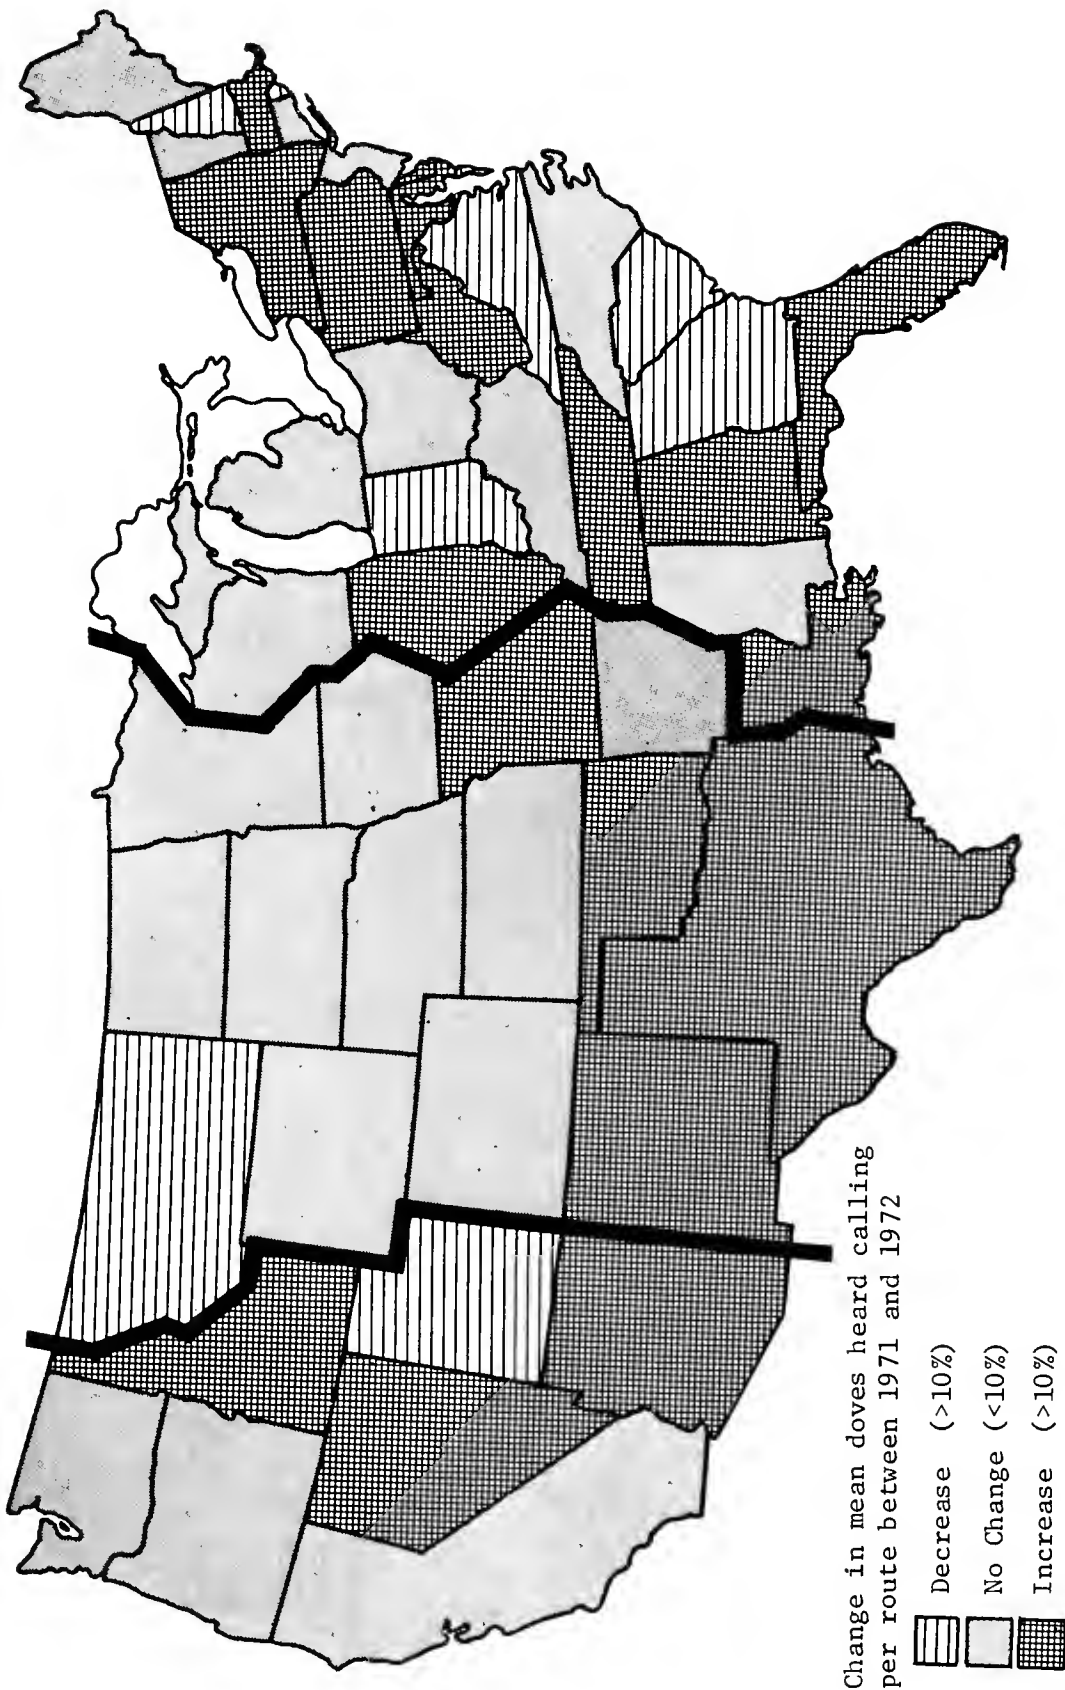 Change in mean doves heard calling
per route between 1971 and 1972
Decrease (>10%)
No Change (<10%)
Increase (>10%)